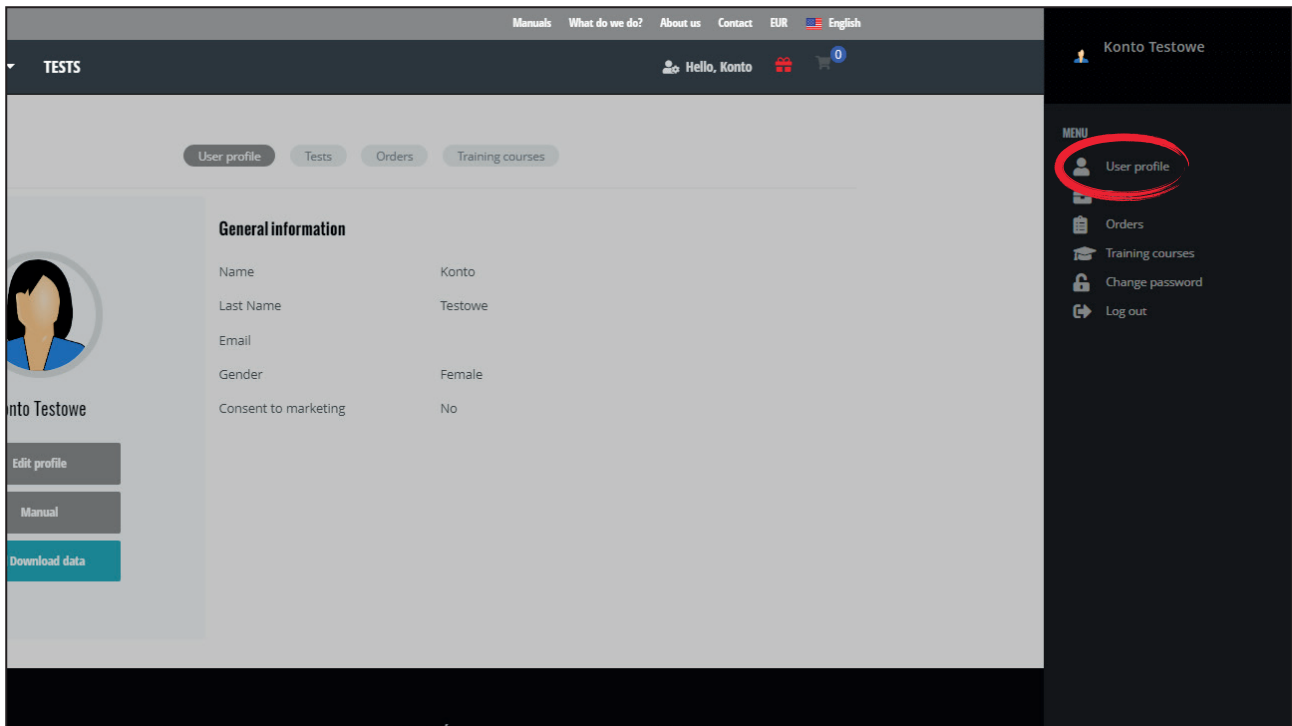 Manuals What do we do? About us Contact EUR English
TESTS
Hello, Konto
0
User profile Tests Orders Training courses
General information
Name Konto
Last Name Testowe
Email
Gender Female
Consent to marketing No
Testowe
Edit profile
Manual
Download data
Konto Testowe
MENU
User profile
Orders
Training courses
Change password
Log out